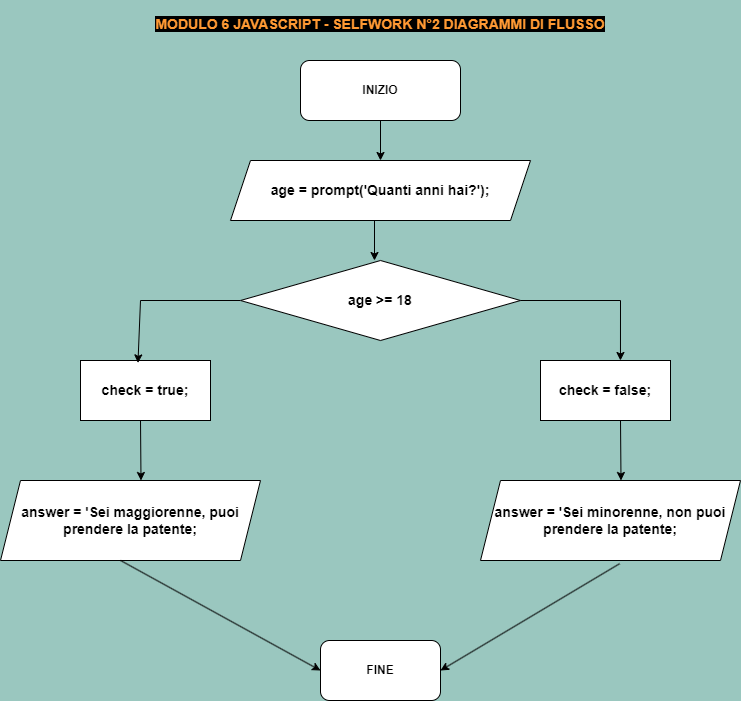 MODULO 6 JAVASCRIPT - SELFWORK N°2 DIAGRAMMI DI FLUSSO
INIZIO
age = prompt('Quanti anni hai?');
age >= 18
check = true;
check = false;
answer = 'Sei maggiorenne, puoi
prendere la patente;
answer = 'Sei minorenne, non puoi
prendere la patente;
FINE